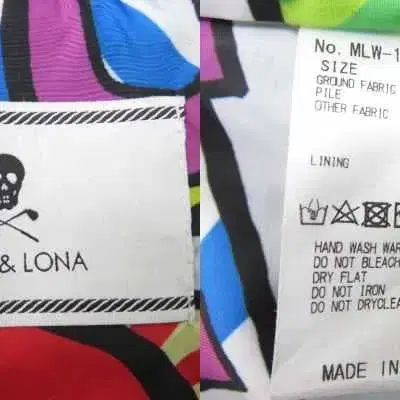 & LONA
No. MLW-1
SIZE
GROUND FABRIC
PILE
OTHER FABRIC
LINING
HAND WASH WAR
DO NOT BLEACH
DRY FLAT
DO NOT IRON
DO NOT DRYCLEA
MADE IN